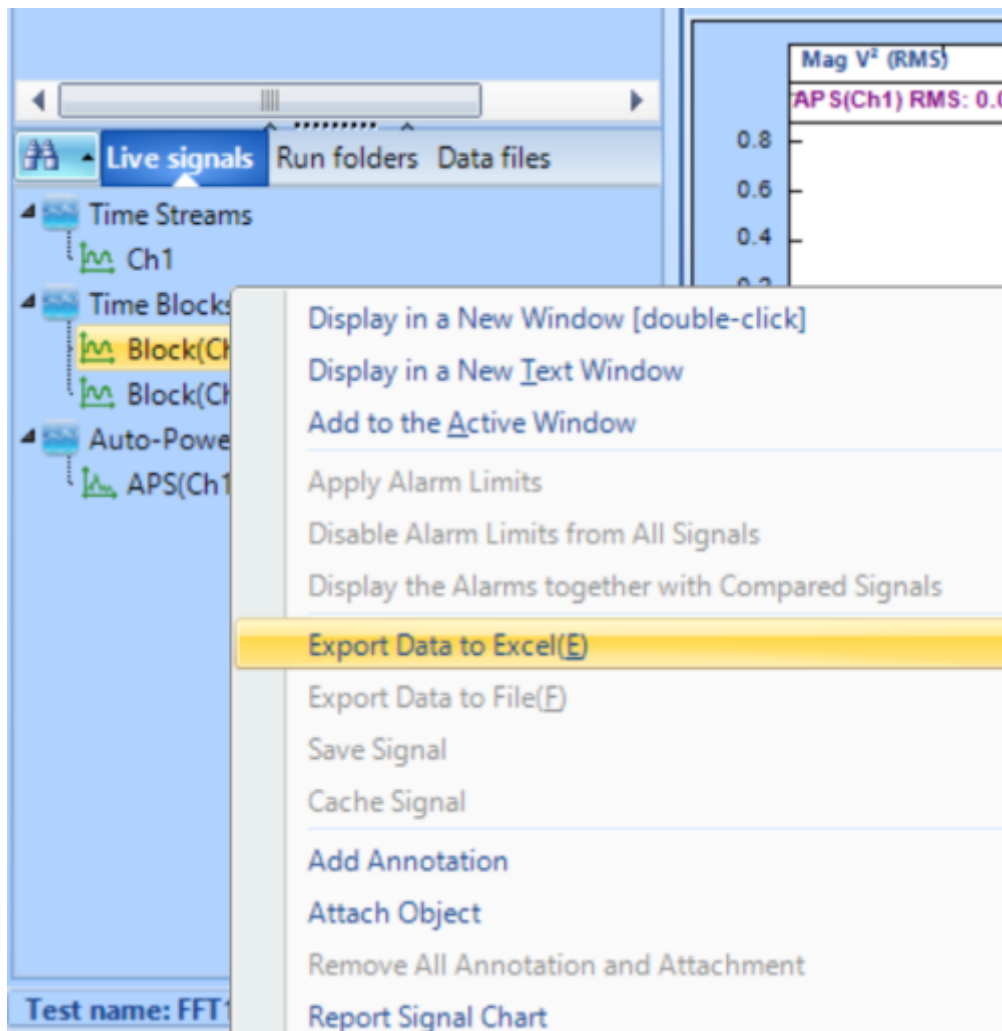 Mag V² (RMS)
APS(Ch1) RMS: 0.0
0.8
0.6
0.4
Live signals Run folders Data files
Time Streams
Ch1
Time Blocks
Block(Ch
Block(Ch
Auto-Powe
APS(Ch1
Display in a New Window [double-click]
Display in a New Text Window
Add to the Active Window
Apply Alarm Limits
Disable Alarm Limits from All Signals
Display the Alarms together with Compared Signals
Export Data to Excel(E)
Export Data to File(F)
Save Signal
Cache Signal
Add Annotation
Attach Object
Remove All Annotation and Attachment
Report Signal Chart
Test name: FFT1